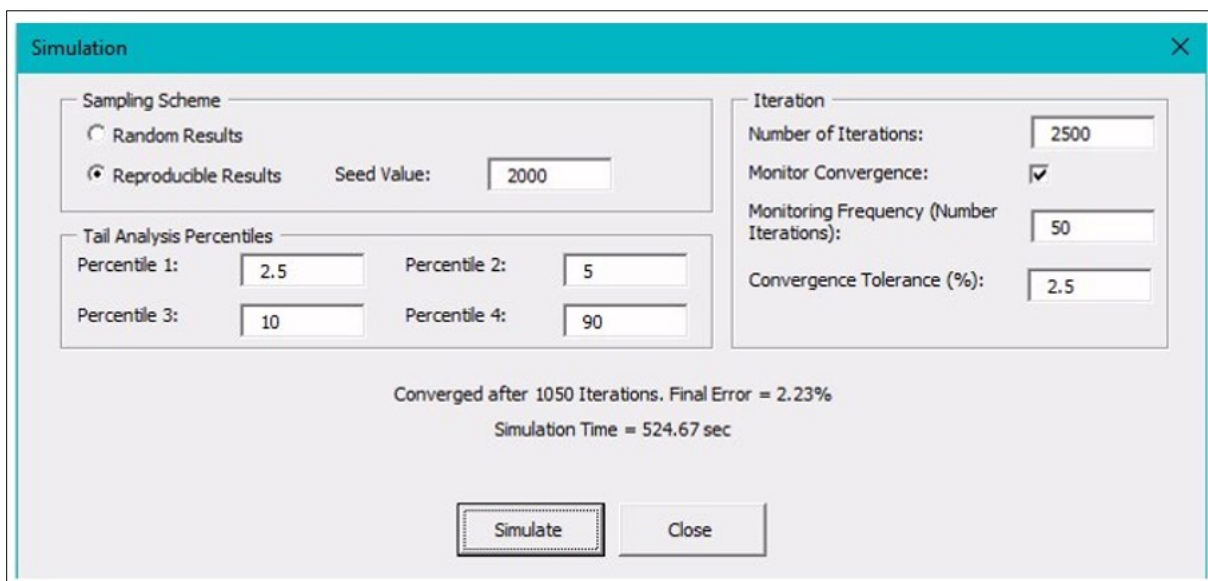 Simulation
Sampling Scheme
Random Results
Reproducible Results Seed Value: 2000
Tail Analysis Percentiles
Percentile 1: 2.5 Percentile 2: 5
Percentile 3: 10 Percentile 4: 90
Iteration
Number of Iterations: 2500
Monitor Convergence:
Monitoring Frequency (Number
Iterations): 50
Convergence Tolerance (%): 2.5
Converged after 1050 Iterations. Final Error = 2.23%
Simulation Time = 524.67 sec
Simulate Close